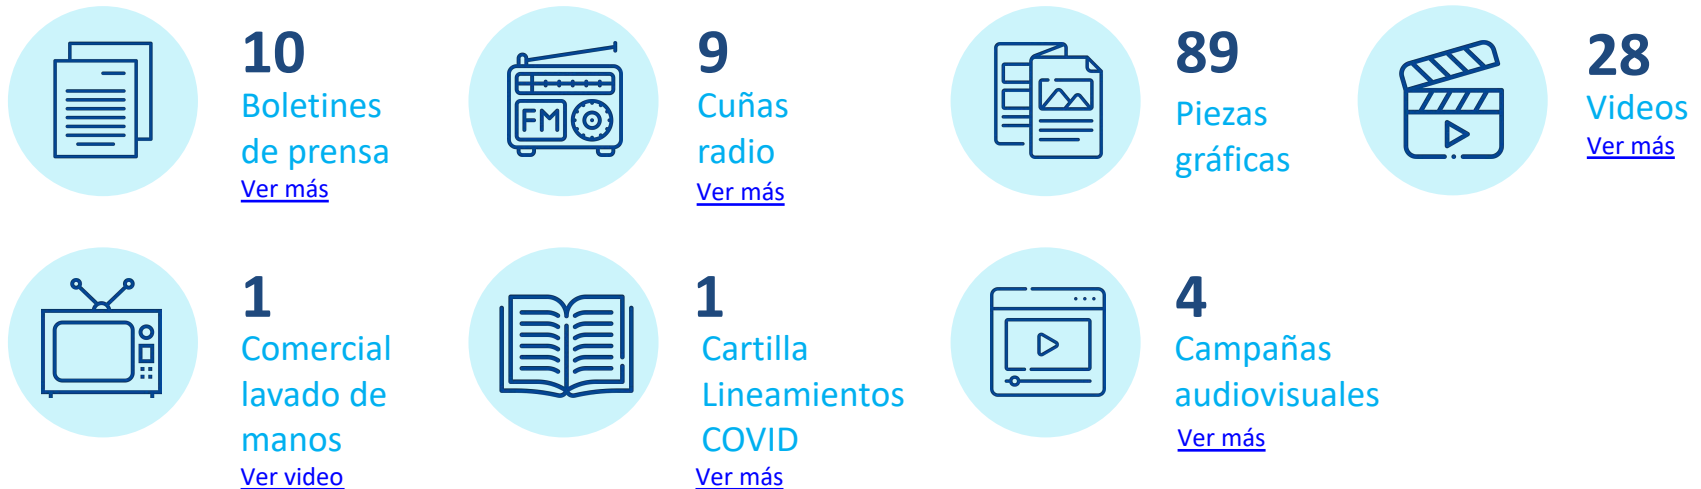 10
Boletines
de prensa
Ver más
FM
9
Cuñas
radio
Ver más
89
Piezas
gráficas
28
Videos
Ver más
1
Comercial
lavado de
manos
Ver video
1
Cartilla
Lineamientos
COVID
Ver más
4
Campañas
audiovisuales
Ver más